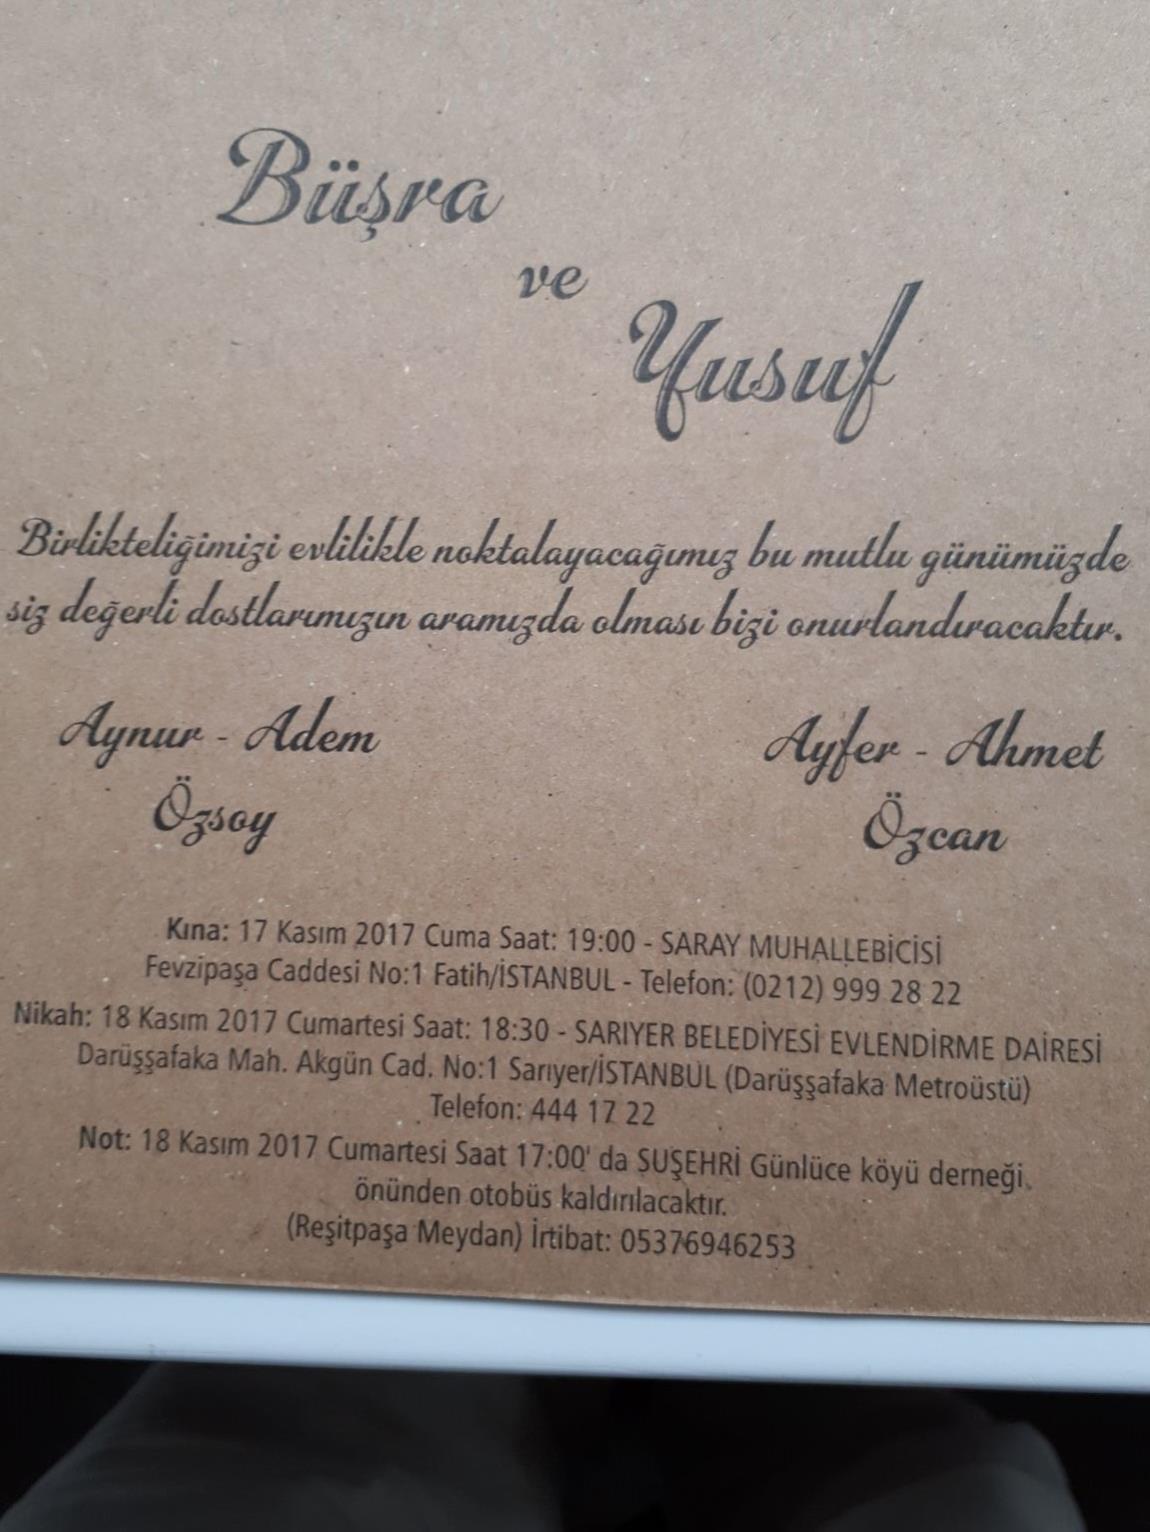 Büşra
ve
Yusuf
Birlikteliğimizi evlilikle noktalayacağımız bu mutlu günümüzde
siz değerli dostlarımızın aramızda olması bizi onurlandıracaktır.
Aynur - Adem
Özsoy
Ayfer - Ahmet
Özcan
Kına: 17 Kasım 2017 Cuma Saat: 19:00 - SARAY MUHALLEBİCİSİ
Fevzipaşa Caddesi No:1 Fatih/İSTANBUL - Telefon: (0212) 999 28 22
Nikah: 18 Kasım 2017 Cumartesi Saat: 18:30 - SARIYER BELEDİYESİ EVLENDİRME DAİRESİ
Darüşşafaka Mah. Akgün Cad. No:1 Sarıyer/İSTANBUL (Darüşşafaka Metroüstü)
Telefon: 444 17 22
Not: 18 Kasım 2017 Cumartesi Saat 17:00' da SUŞEHRİ Günlüce köyü derneği
önünden otobüs kaldırılacaktır.
(Reşitpaşa Meydan) İrtibat: 05376946253